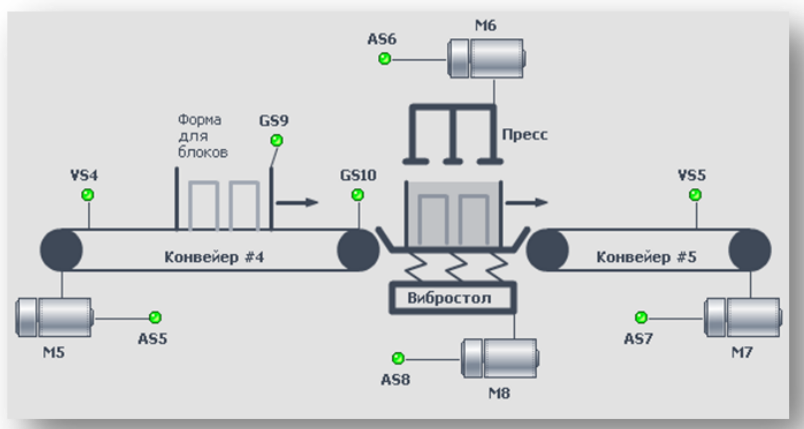 M6
AS6
Форма
для
блоков
GS9
Пресс
VS4
GS10
VS5
Конвейер #4
Конвейер #5
Вибростол
M5
AS5
AS7
M7
AS8
M8